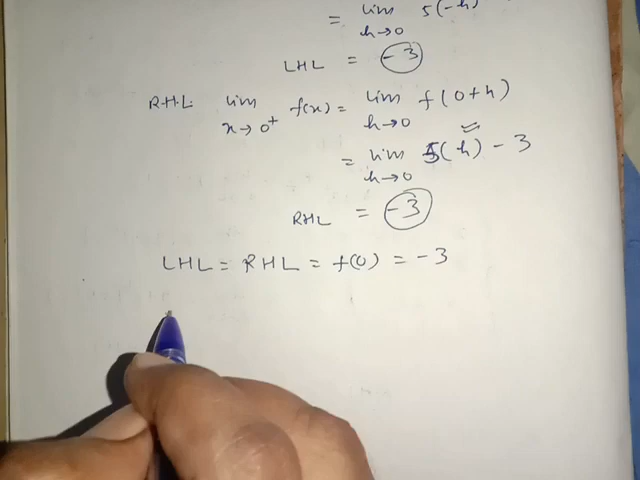 = lim 5(-h)
h→0
LHL = -3
R.H.L. lim f(x) = lim f(0+h)
x→0⁺ h→0
= lim 5(h) - 3
h→0
RHL = -3
LHL = RHL = f(0) = -3